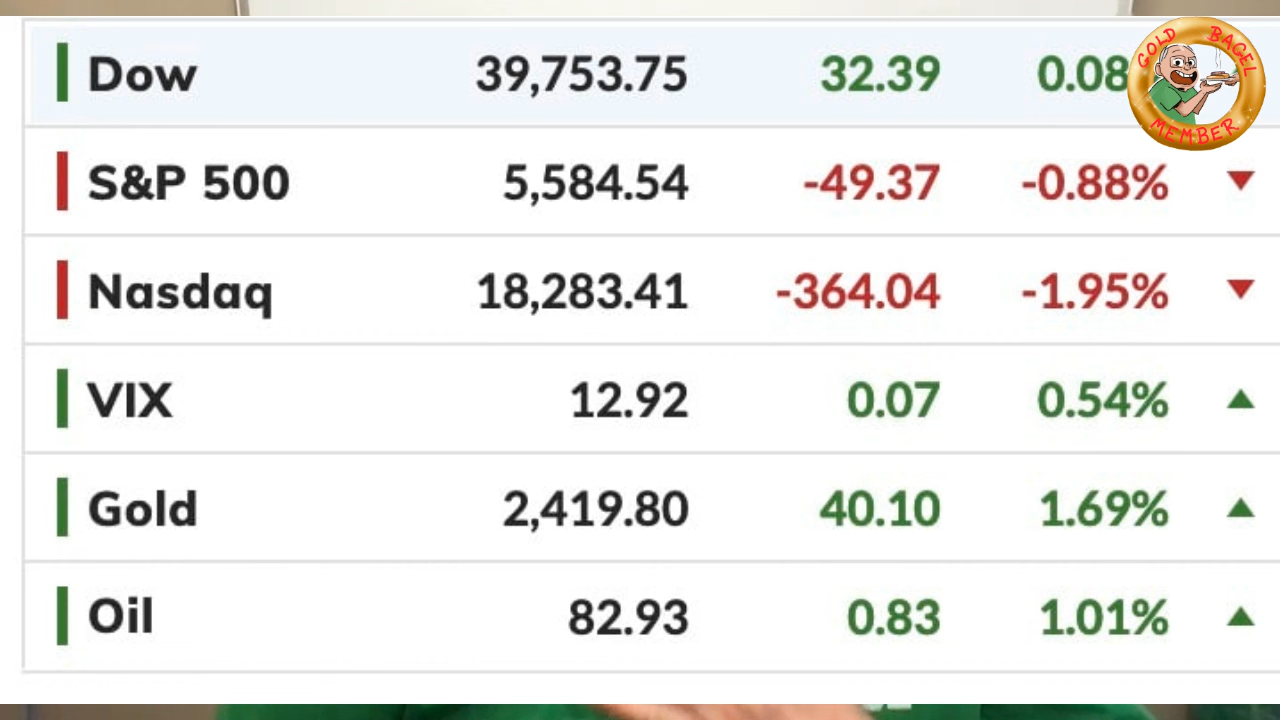 Dow 39,753.75 32.39 0.08
S&P 500 5,584.54 -49.37 -0.88%
Nasdaq 18,283.41 -364.04 -1.95%
VIX 12.92 0.07 0.54%
Gold 2,419.80 40.10 1.69%
Oil 82.93 0.83 1.01%
GOLD BAGEL
MEMBER